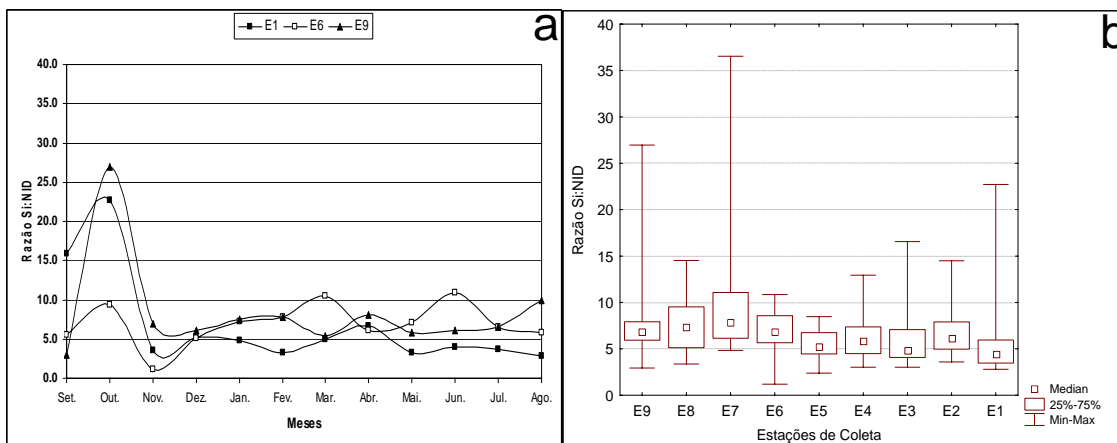 E1 E6 E9
a
40.0
35.0
30.0
25.0
20.0
15.0
10.0
5.0
0.0
Razão Si:NID
Set. Out. Nov. Dez. Jan. Fev. Mar. Abr. Mai. Jun. Jul. Ago.
Meses
b
40
35
30
25
20
15
10
5
0
Razão Si:NID
E9 E8 E7 E6 E5 E4 E3 E2 E1
Estações de Coleta
Median
25%-75%
Min-Max